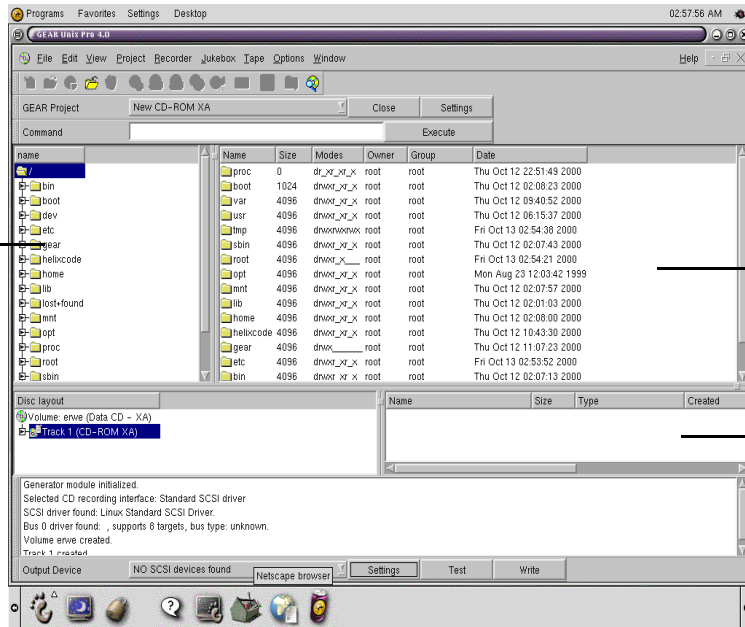 Programs Favorites Settings Desktop 02:57:56 AM
GEAR Unix Pro 4.0
File Edit View Project Recorder Jukebox Tape Options Window Help
GEAR Project New CD-ROM XA Close Settings
Command Execute
name
/
bin
boot
dev
etc
gear
helixcode
home
lib
lost+found
mnt
opt
proc
root
sbin
Name Size Modes Owner Group Date
proc 0 dr_xr_xr_x root root Thu Oct 12 22:51:49 2000
boot 1024 drwxr_xr_x root root Thu Oct 12 02:08:23 2000
var 4096 drwxr_xr_x root root Thu Oct 12 09:40:52 2000
usr 4096 drwxr_xr_x root root Thu Oct 12 06:15:37 2000
tmp 4096 drwxrwxrwx root root Fri Oct 13 02:54:38 2000
sbin 4096 drwxr_xr_x root root Thu Oct 12 02:07:43 2000
root 4096 drwxr_x___ root root Fri Oct 13 02:54:21 2000
opt 4096 drwxr_xr_x root root Mon Aug 23 12:03:42 1999
mnt 4096 drwxr_xr_x root root Thu Oct 12 02:07:57 2000
lib 4096 drwxr_xr_x root root Thu Oct 12 02:01:03 2000
home 4096 drwxr_xr_x root root Thu Oct 12 02:08:00 2000
helixcode 4096 drwxr_xr_x root root Thu Oct 12 10:43:30 2000
gear 4096 drwx______ root root Thu Oct 12 11:07:23 2000
etc 4096 drwxr_xr_x root root Fri Oct 13 02:53:52 2000
bin 4096 drwxr_xr_x root root Thu Oct 12 02:07:13 2000
Disc layout
Volume: erwe (Data CD - XA)
Track 1 (CD-ROM XA)
Name Size Type Created
Generator module initialized.
Selected CD recording interface: Standard SCSI driver
SCSI driver found: Linux Standard SCSI Driver.
Bus 0 driver found: , supports 8 targets, bus type: unknown.
Volume erwe created.
Track 1 created
Output Device NO SCSI devices found Settings Test Write
Netscape browser